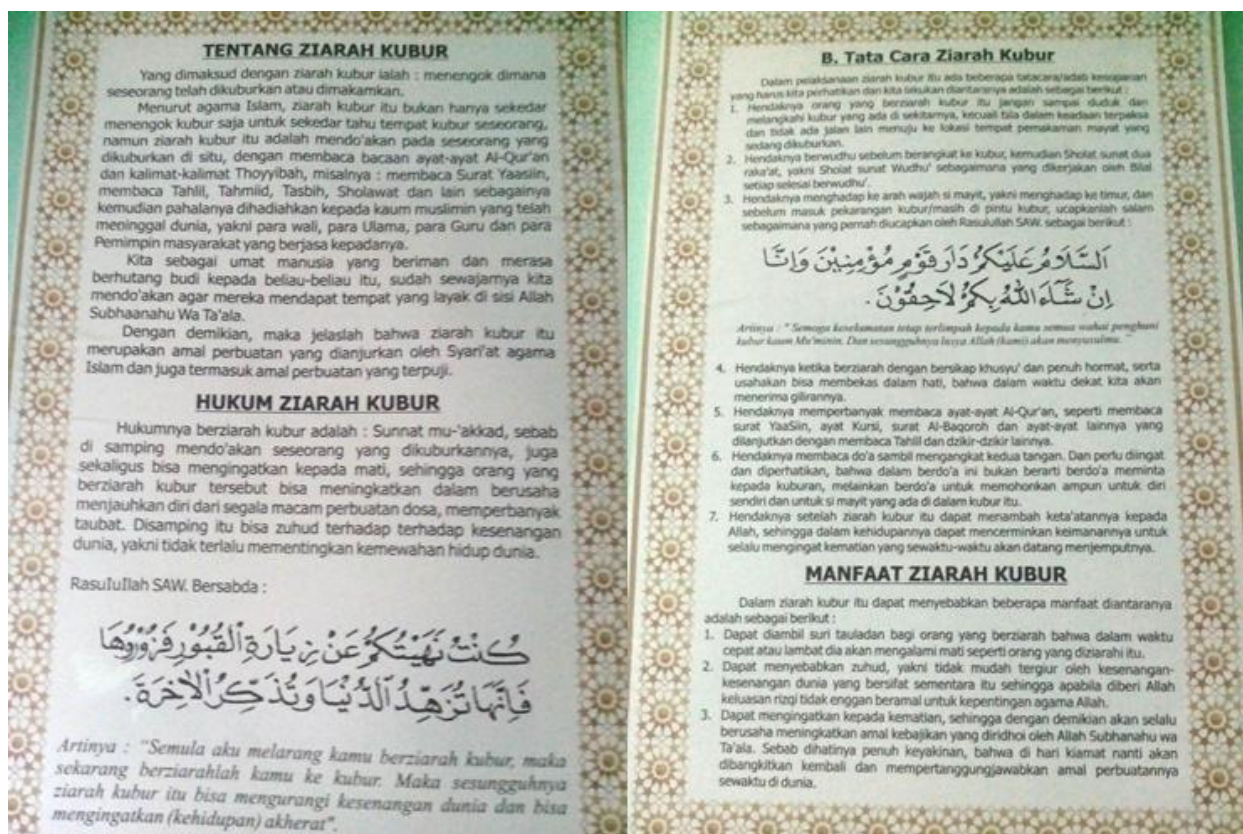 TENTANG ZIARAH KUBUR
Yang dimaksud dengan ziarah kubur ialah : menengok dimana
seseorang telah dikuburkan atau dimakamkan.
Menurut agama Islam, ziarah kubur itu bukan hanya sekedar
menengok kubur saja untuk sekedar tahu tempat kubur seseorang,
namun ziarah kubur itu adalah mendo'akan pada seseorang yang
dikuburkan di situ, dengan membaca bacaan ayat-ayat Al-Qur'an
dan kalimat-kalimat Thoyyibah, misalnya : membaca Surat Yaasiin,
membaca Tahlil, Tahmiid, Tasbih, Sholawat dan lain sebagainya
kemudian pahalanya dihadiahkan kepada kaum muslimin yang telah
meninggal dunia, yakni para wali, para Ulama, para Guru dan para
Pemimpin masyarakat yang berjasa kepadanya.
Kita sebagai umat manusia yang beriman dan merasa
berhutang budi kepada beliau-beliau itu, sudah sewajarnya kita
mendo'akan agar mereka mendapat tempat yang layak di sisi Allah
Subhaanahu Wa Ta'ala.
Dengan demikian, maka jelaslah bahwa ziarah kubur itu
merupakan amal perbuatan yang dianjurkan oleh Syari'at agama
Islam dan juga termasuk amal perbuatan yang terpuji.
HUKUM ZIARAH KUBUR
Hukumnya berziarah kubur adalah : Sunnat mu-'akkad, sebab
di samping mendo'akan seseorang yang dikuburkannya, juga
sekaligus bisa mengingatkan kepada mati, sehingga orang yang
berziarah kubur tersebut bisa meningkatkan dalam berusaha
menjauhkan diri dari segala macam perbuatan dosa, memperbanyak
taubat. Disamping itu bisa zuhud terhadap terhadap kesenangan
dunia, yakni tidak terlalu mementingkan kemewahan hidup dunia.
RasuIuIlah SAW. Bersabda :
كُنْتُ نَهَيْتُكُمْ عَنْ زِيَارَةِ الْقُبُوْرِ فَزُوْرُوْهَا
فَاِنَّهَا تُزَهِّدُ الدُّنْيَا وَتُذَكِّرُ الْاٰخِرَةَ.
Artinya : "Semula aku melarang kamu berziarah kubur, maka
sekarang berziarahlah kamu ke kubur. Maka sesungguhnya
ziarah kubur itu bisa mengurangi kesenangan dunia dan bisa
mengingatkan (kehidupan) akherat".
B. Tata Cara Ziarah Kubur
Dalam pelaksanaan ziarah kubur itu ada beberapa tatacara/adab kesopanan
yang harus kita perhatikan dan kita lakukan diantaranya adalah sebagai berikut :
1. Hendaknya orang yang berziarah kubur itu jangan sampai duduk dan
melangkahi kubur yang ada di sekitarnya, kecuali bila dalam keadaan terpaksa
dan tidak ada jalan lain menuju ke lokasi tempat pemakaman mayat yang
sedang dikuburkan.
2. Hendaknya berwudhu sebelum berangkat ke kubur, kemudian Sholat sunat dua
raka'at, yakni Sholat sunat Wudhu' sebagaimana yang dikerjakan oleh Bilal
setiap selesai berwudhu'.
3. Hendaknya menghadap ke arah wajah si mayit, yakni menghadap ke timur, dan
sebelum masuk pekarangan kubur/masih di pintu kubur, ucapkanlah salam
sebagaimana yang pernah diucapkan oleh Rasulullah SAW. sebagai berikut :
اَلسَّلَامُ عَلَيْكُمْ دَارَ قَوْمٍ مُؤْمِنِيْنَ وَاِنَّا
اِنْ شَآءَ اللهُ بِكُمْ لَاحِقُوْنَ.
Artinya : " Semoga keselamatan tetap terlimpah kepada kamu semua wahai penghuni
kubur kaum Mu'minin. Dan sesungguhnya Insya Allah (kami) akan menyusulmu. "
4. Hendaknya ketika berziarah dengan bersikap khusyu' dan penuh hormat, serta
usahakan bisa membekas dalam hati, bahwa dalam waktu dekat kita akan
menerima gilirannya.
5. Hendaknya memperbanyak membaca ayat-ayat Al-Qur'an, seperti membaca
surat YaaSiin, ayat Kursi, surat Al-Baqoroh dan ayat-ayat lainnya yang
dilanjutkan dengan membaca Tahlil dan dzikir-dzikir lainnya.
6. Hendaknya membaca do'a sambil mengangkat kedua tangan. Dan perlu diingat
dan diperhatikan, bahwa dalam berdo'a ini bukan berarti berdo'a meminta
kepada kuburan, melainkan berdo'a untuk memohonkan ampun untuk diri
sendiri dan untuk si mayit yang ada di dalam kubur itu.
7. Hendaknya setelah ziarah kubur itu dapat menambah keta'atannya kepada
Allah, sehingga dalam kehidupannya dapat mencerminkan keimanannya untuk
selalu mengingat kematian yang sewaktu-waktu akan datang menjemputnya.
MANFAAT ZIARAH KUBUR
Dalam ziarah kubur itu dapat menyebabkan beberapa manfaat diantaranya
adalah sebagai berikut :
1. Dapat diambil suri tauladan bagi orang yang berziarah bahwa dalam waktu
cepat atau lambat dia akan mengalami mati seperti orang yang diziarahi itu.
2. Dapat menyebabkan zuhud, yakni tidak mudah tergiur oleh kesenangan-
kesenangan dunia yang bersifat sementara itu sehingga apabila diberi Allah
keluasan rizqi tidak enggan beramal untuk kepentingan agama Allah.
3. Dapat mengingatkan kepada kematian, sehingga dengan demikian akan selalu
berusaha meningkatkan amal kebajikan yang diridhoi oleh Allah Subhanahu wa
Ta'ala. Sebab dihatinya penuh keyakinan, bahwa di hari kiamat nanti akan
dibangkitkan kembali dan mempertanggungjawabkan amal perbuatannya
sewaktu di dunia.